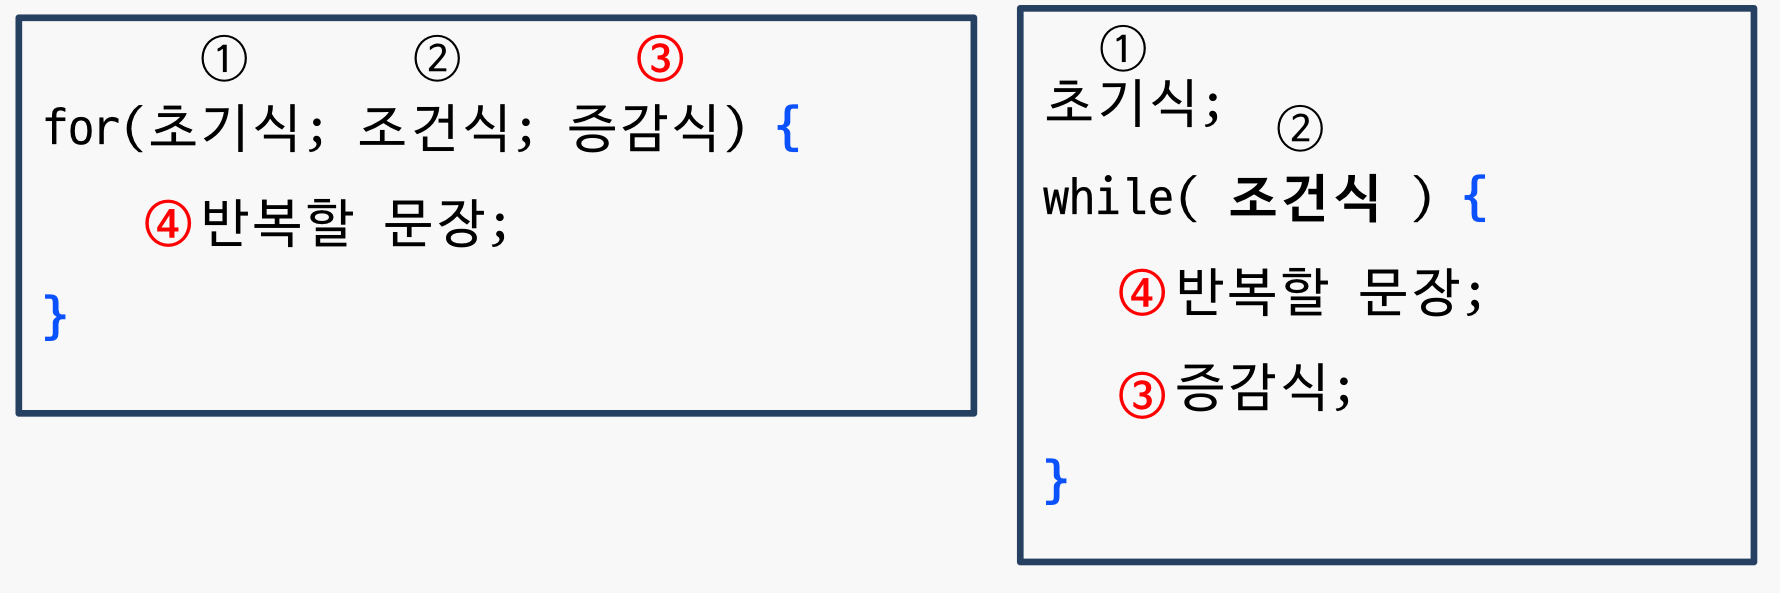 ① ② ③
for(초기식; 조건식; 증감식) {
④ 반복할 문장;
}
①
초기식;
②
while( 조건식 ) {
④ 반복할 문장;
③ 증감식;
}